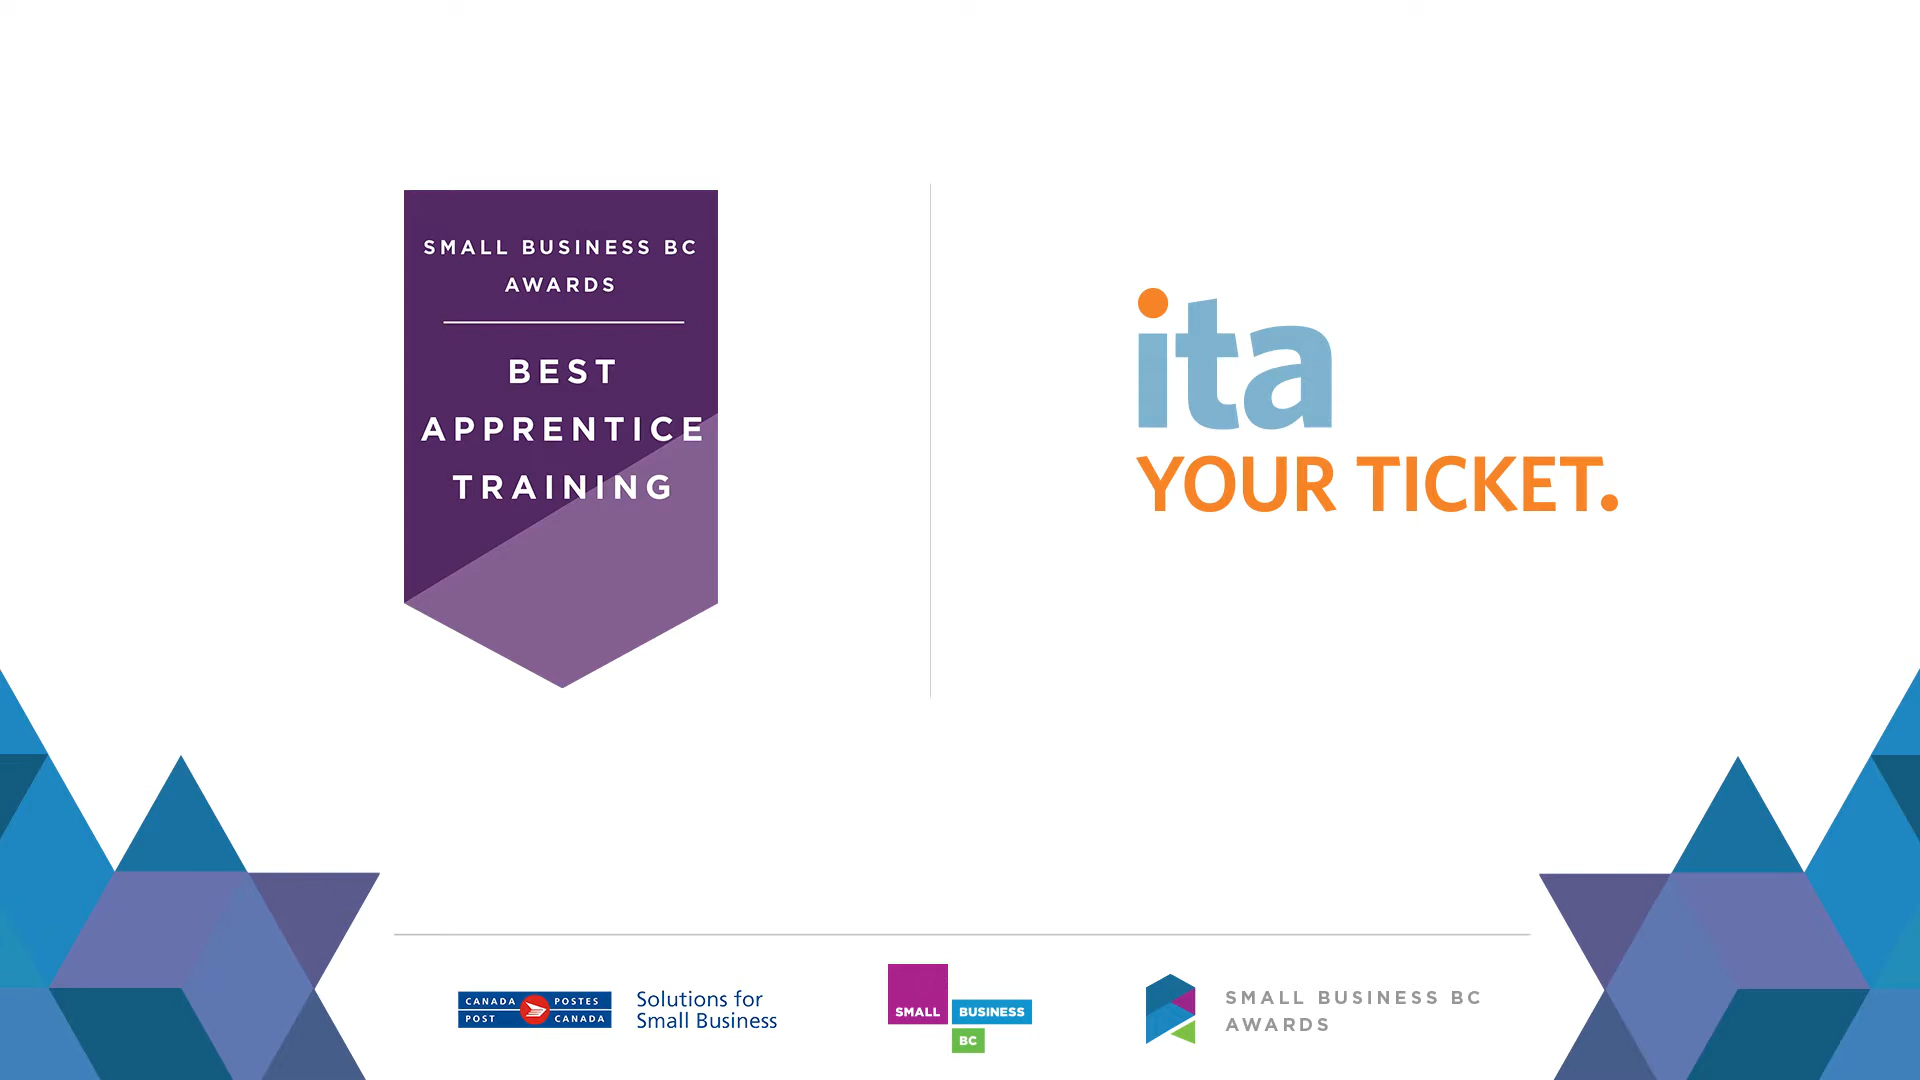 SMALL BUSINESS BC
AWARDS
BEST
APPRENTICE
TRAINING
ita
YOUR TICKET.
CANADA POSTES
POST CANADA
Solutions for
Small Business
SMALL BUSINESS
BC
SMALL BUSINESS BC
AWARDS